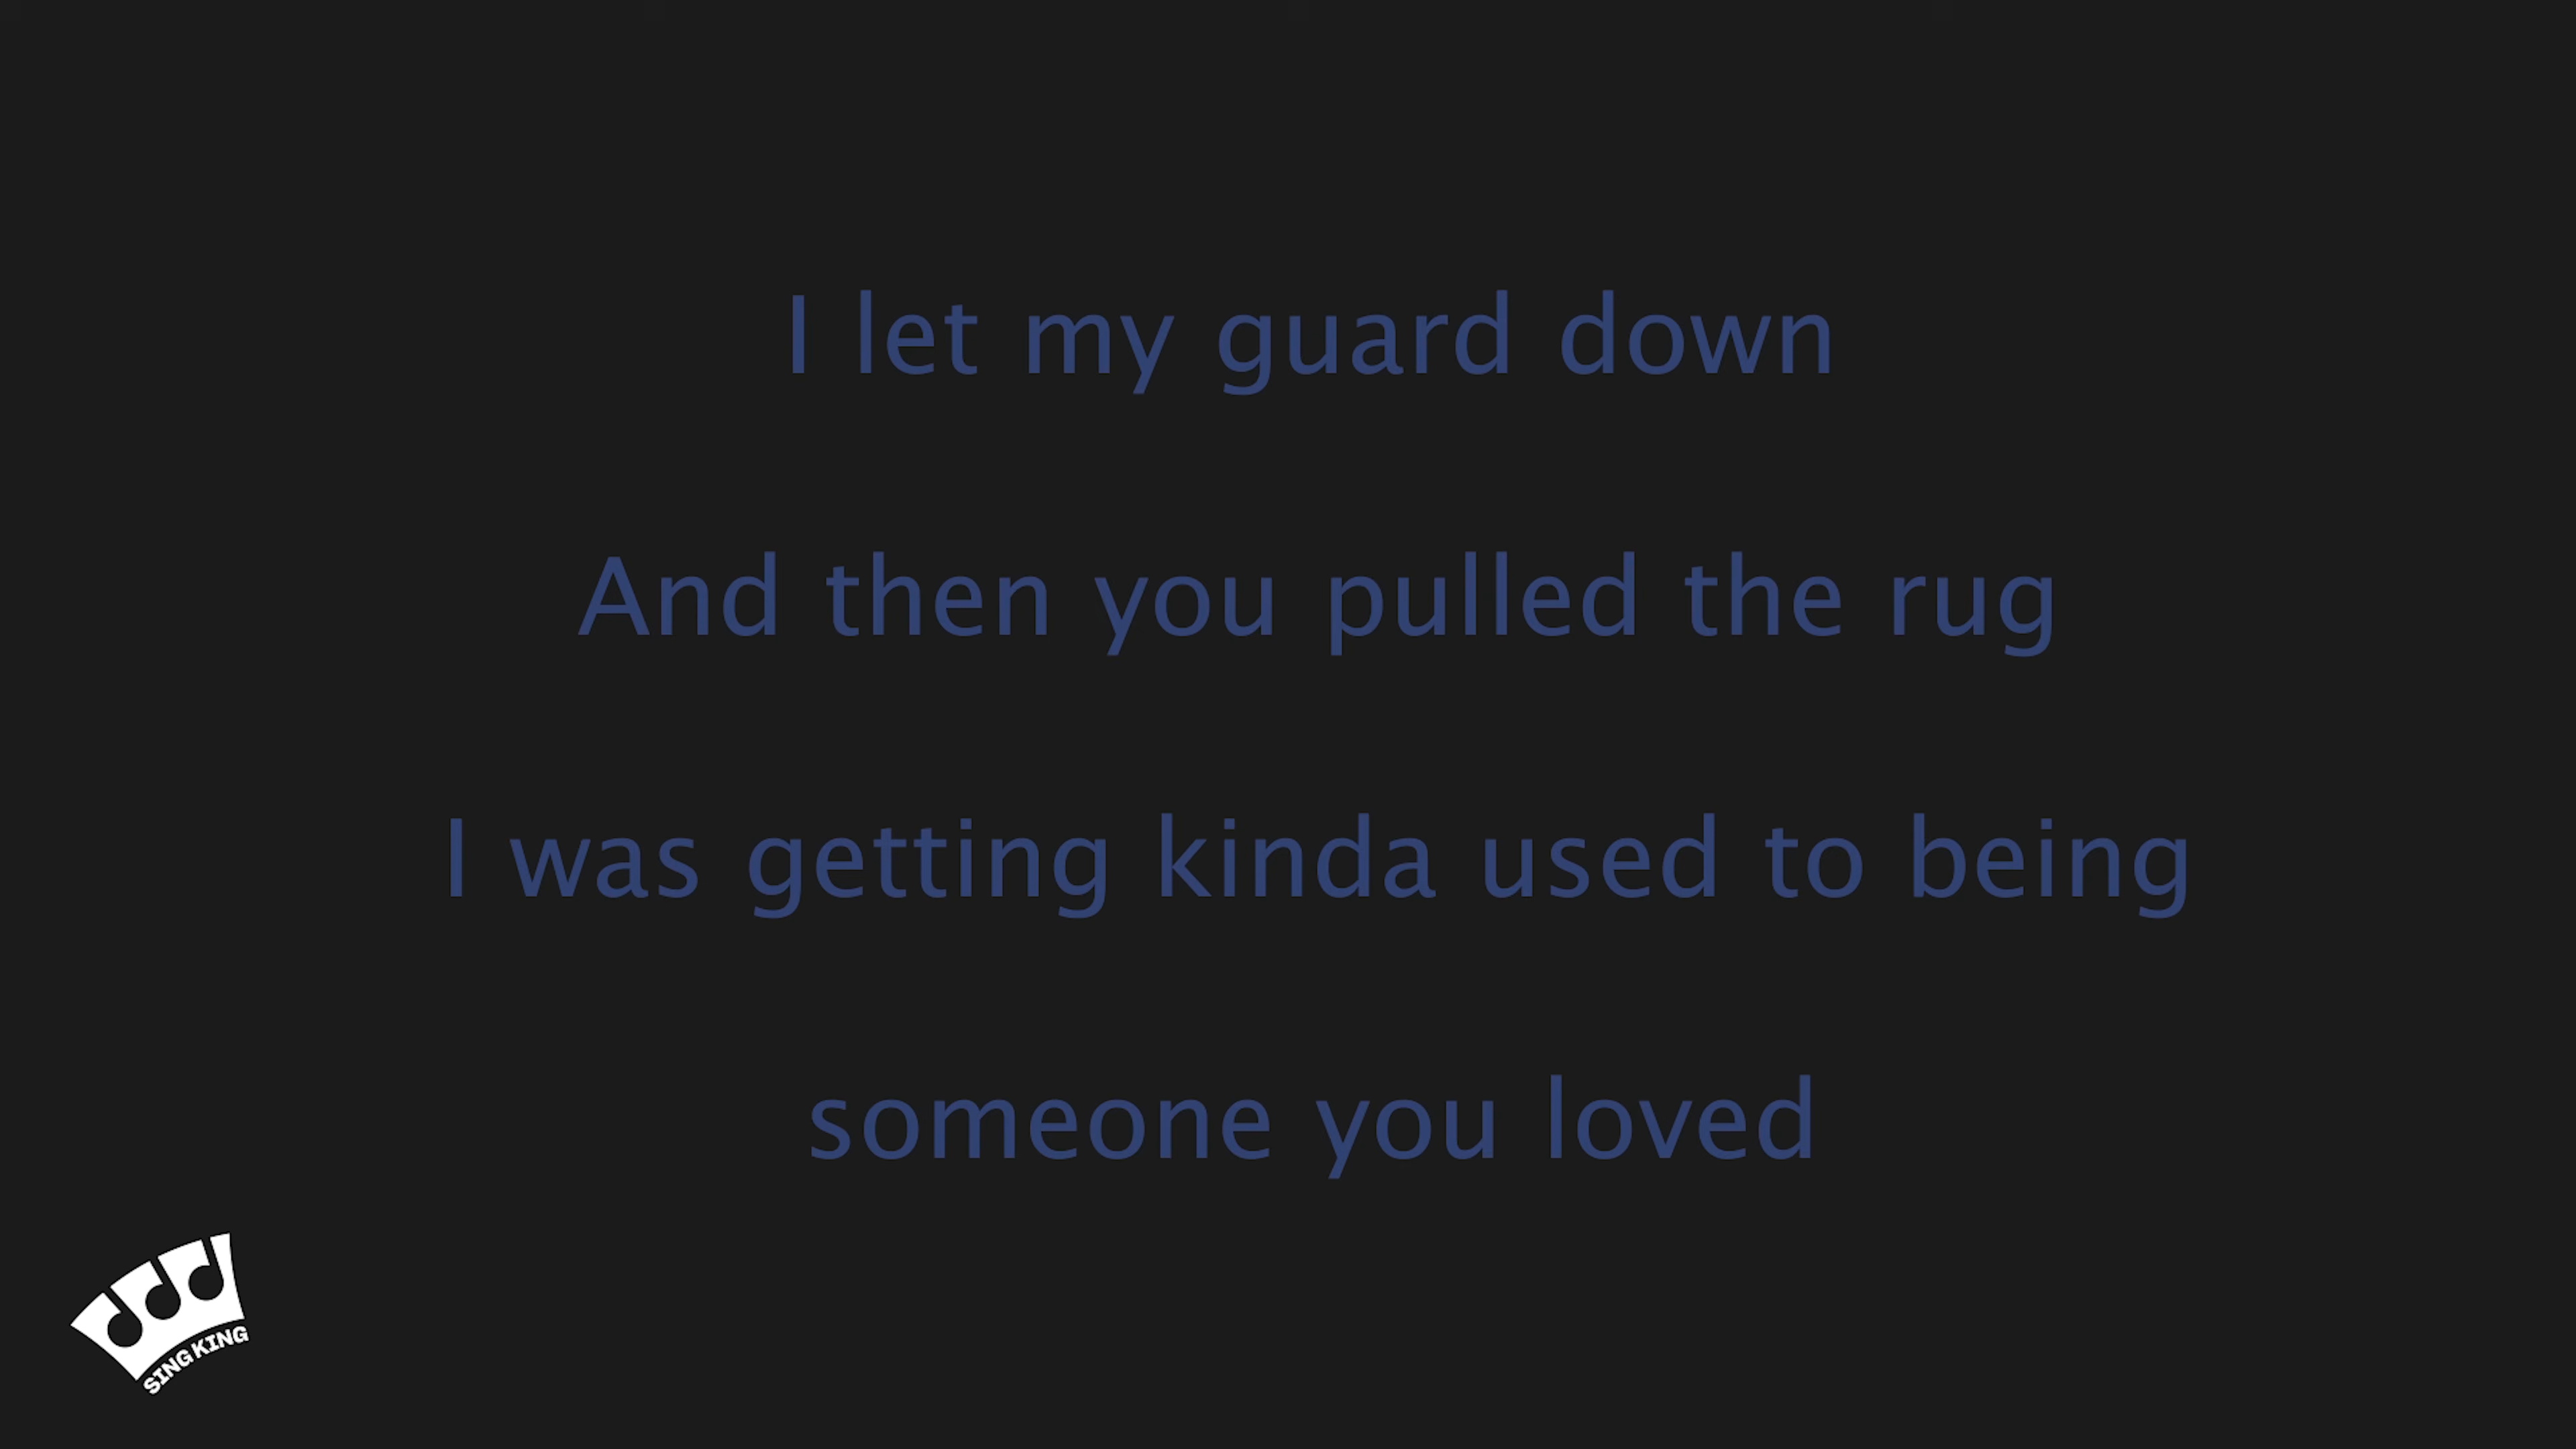 I let my guard down
And then you pulled the rug
I was getting kinda used to being
someone you loved
SING KING